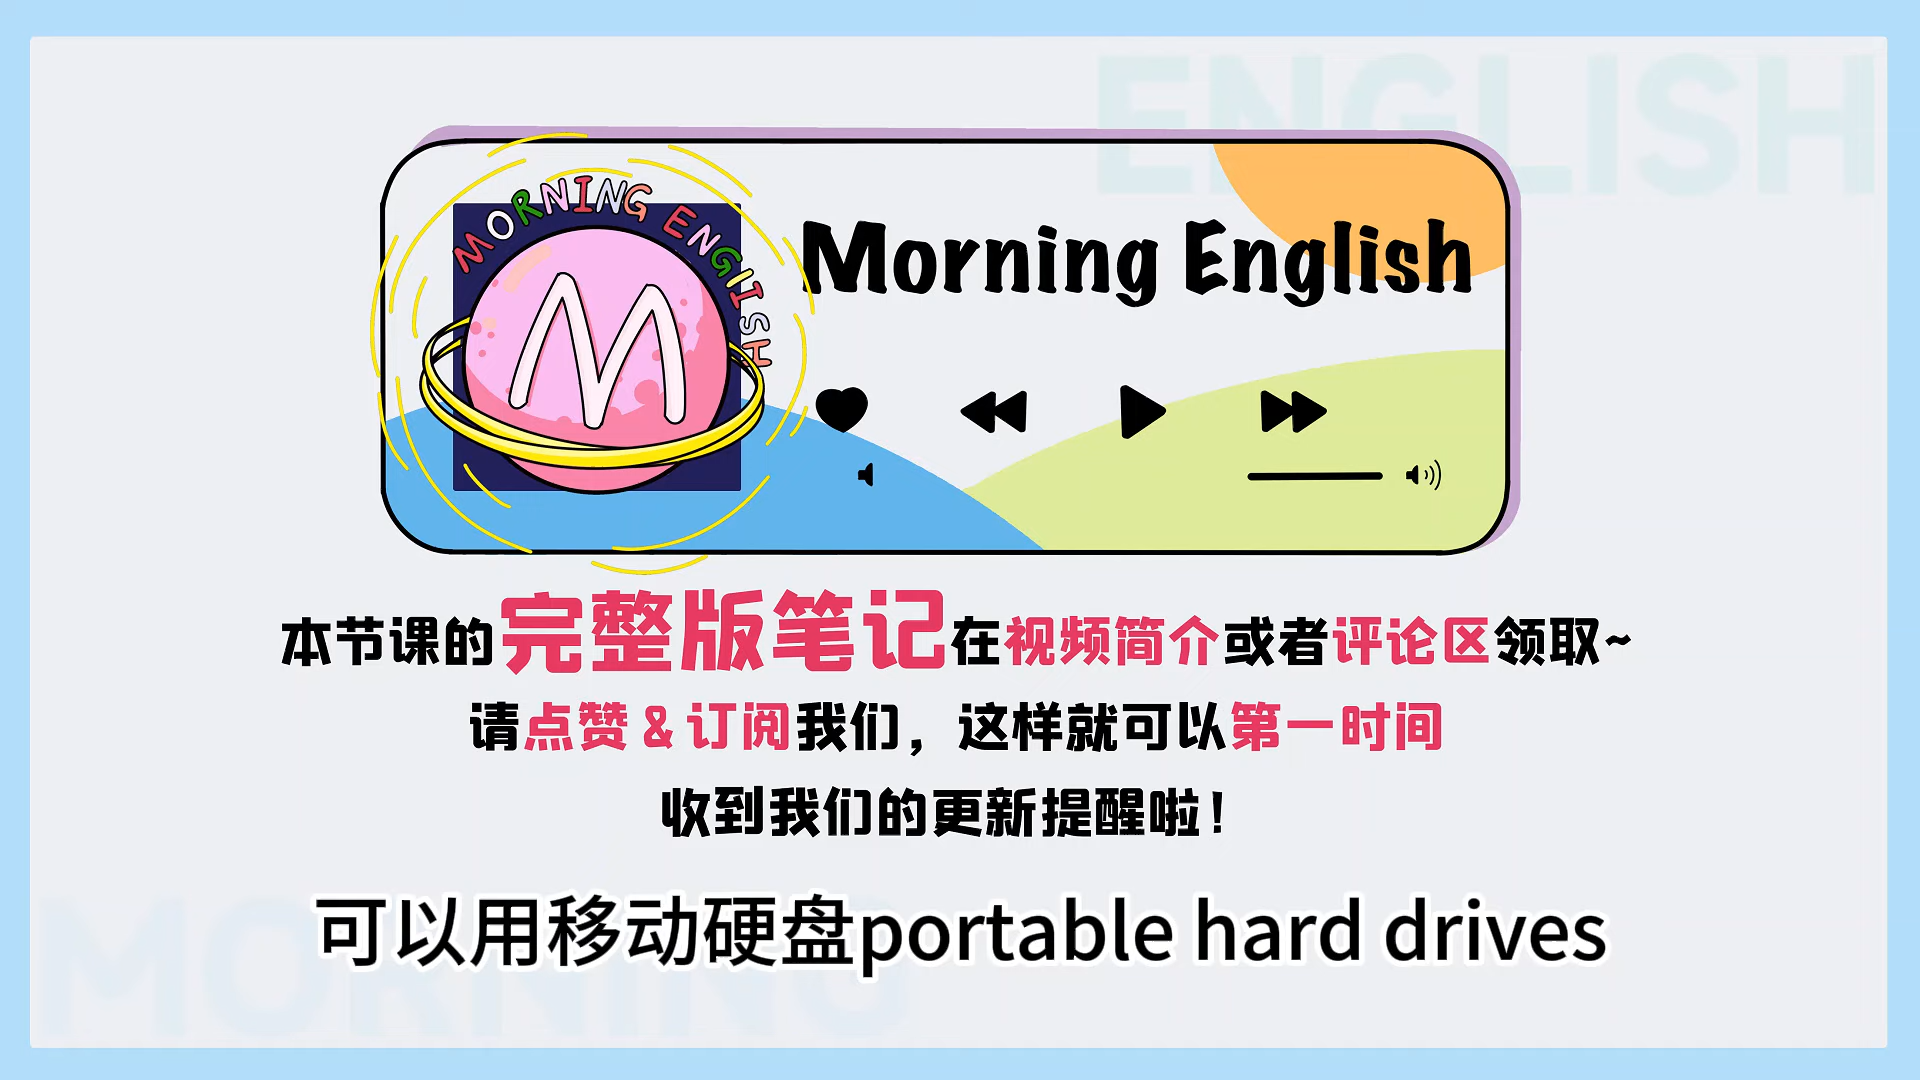 ENGLISH
MORNING ENGlISH
M
Morning English
本节课的完整版笔记在视频简介或者评论区领取~
请点赞&订阅我们，这样就可以第一时间
收到我们的更新提醒啦！
可以用移动硬盘portable hard drives
MORNING